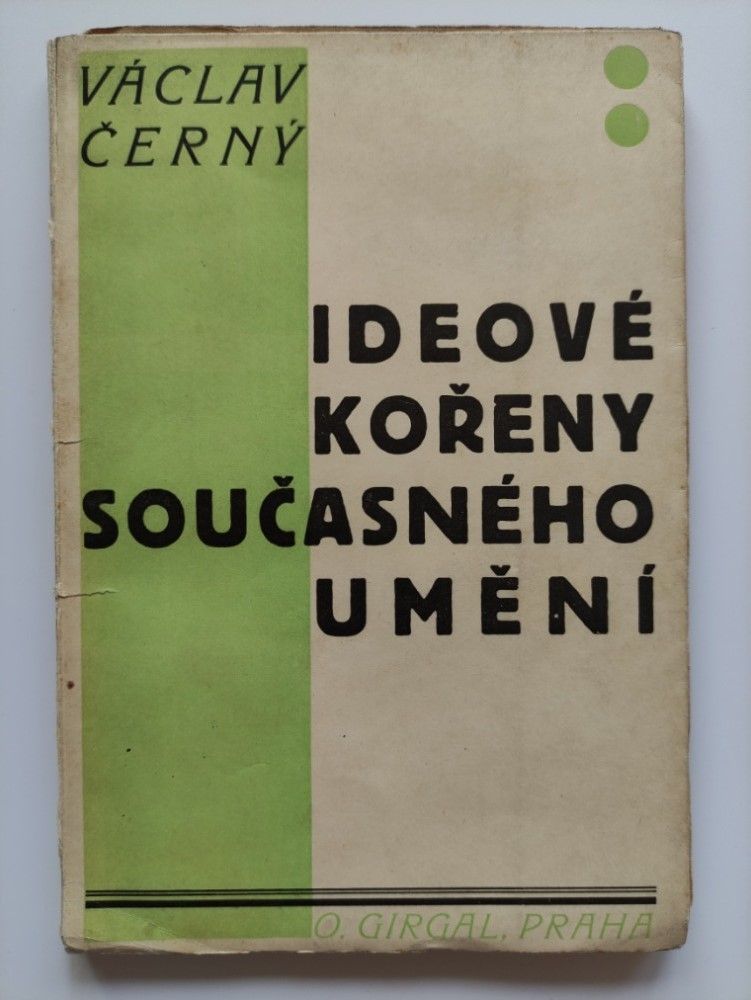 VÁCLAV
ČERNÝ
IDEOVÉ
KOŘENY
SOUČASNÉHO
UMĚNÍ
O. GIRGAL, PRAHA